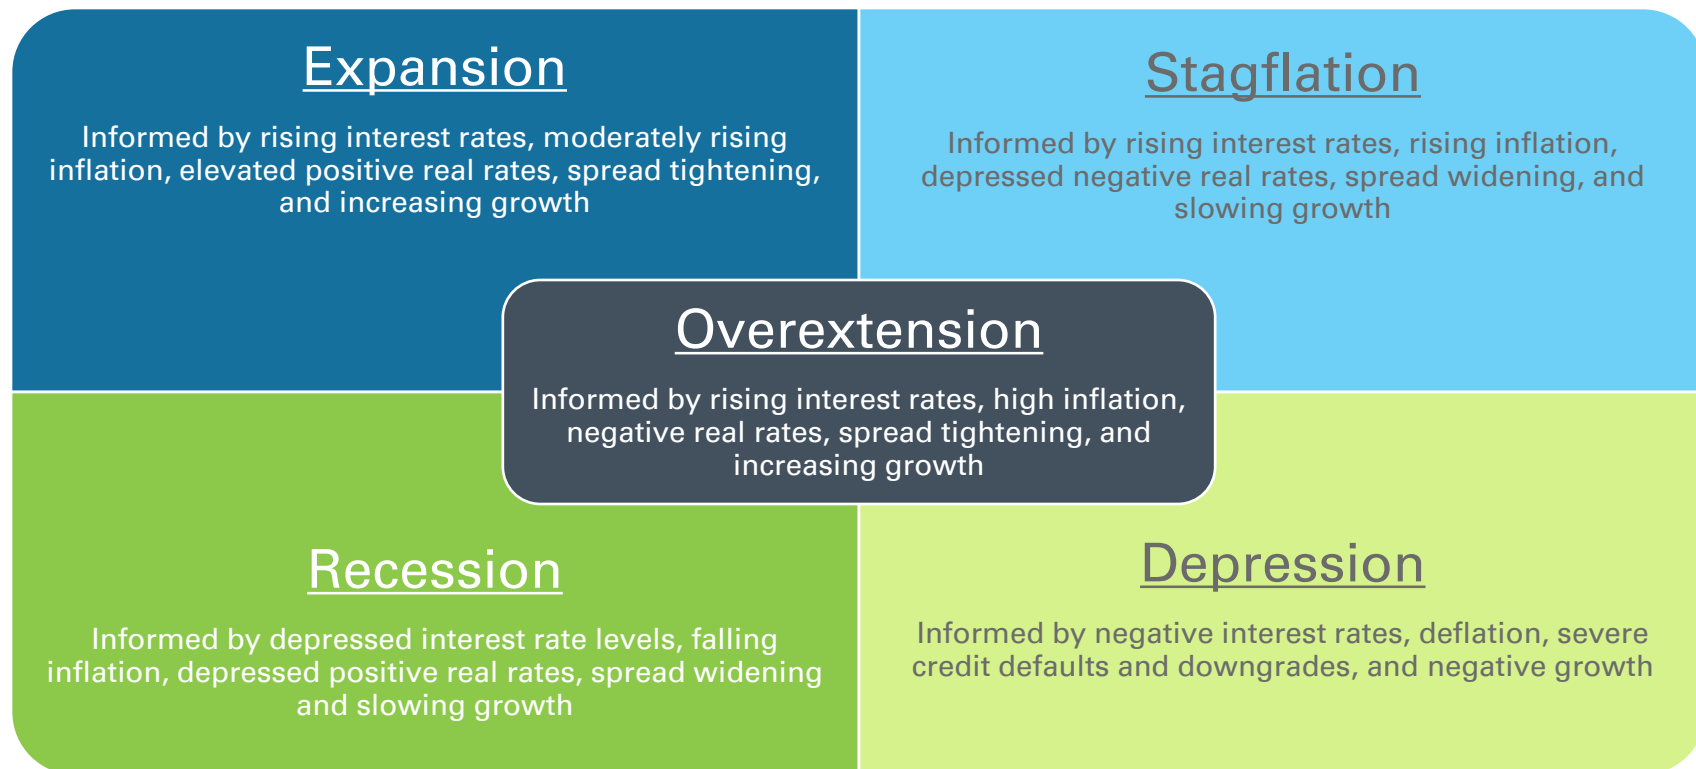 Expansion
Informed by rising interest rates, moderately rising
inflation, elevated positive real rates, spread tightening,
and increasing growth
Stagflation
Informed by rising interest rates, rising inflation,
depressed negative real rates, spread widening, and
slowing growth
Overextension
Informed by rising interest rates, high inflation,
negative real rates, spread tightening, and
increasing growth
Recession
Informed by depressed interest rate levels, falling
inflation, depressed positive real rates, spread widening
and slowing growth
Depression
Informed by negative interest rates, deflation, severe
credit defaults and downgrades, and negative growth